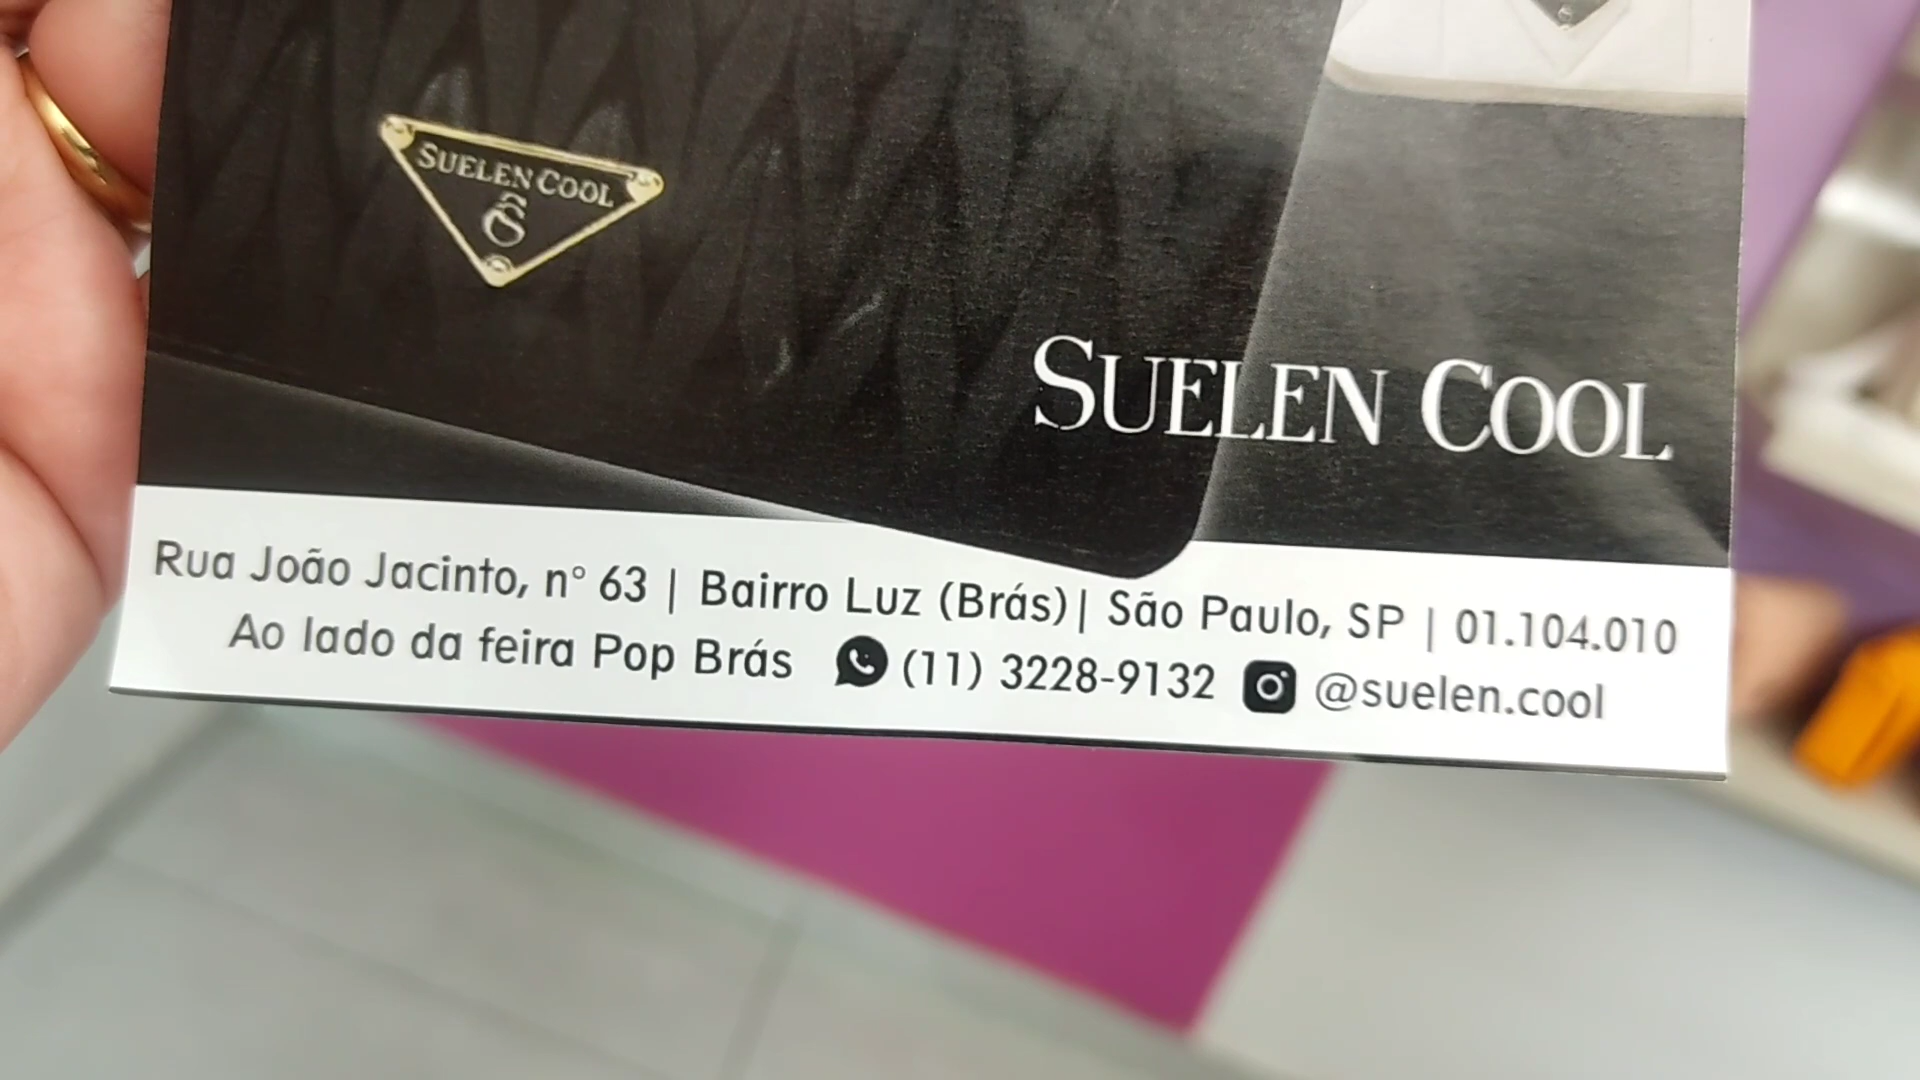 SUELEN COOL
SUELEN COOL
Rua João Jacinto, n° 63 | Bairro Luz (Brás)| São Paulo, SP | 01.104.010
Ao lado da feira Pop Brás (11) 3228-9132 @suelen.cool